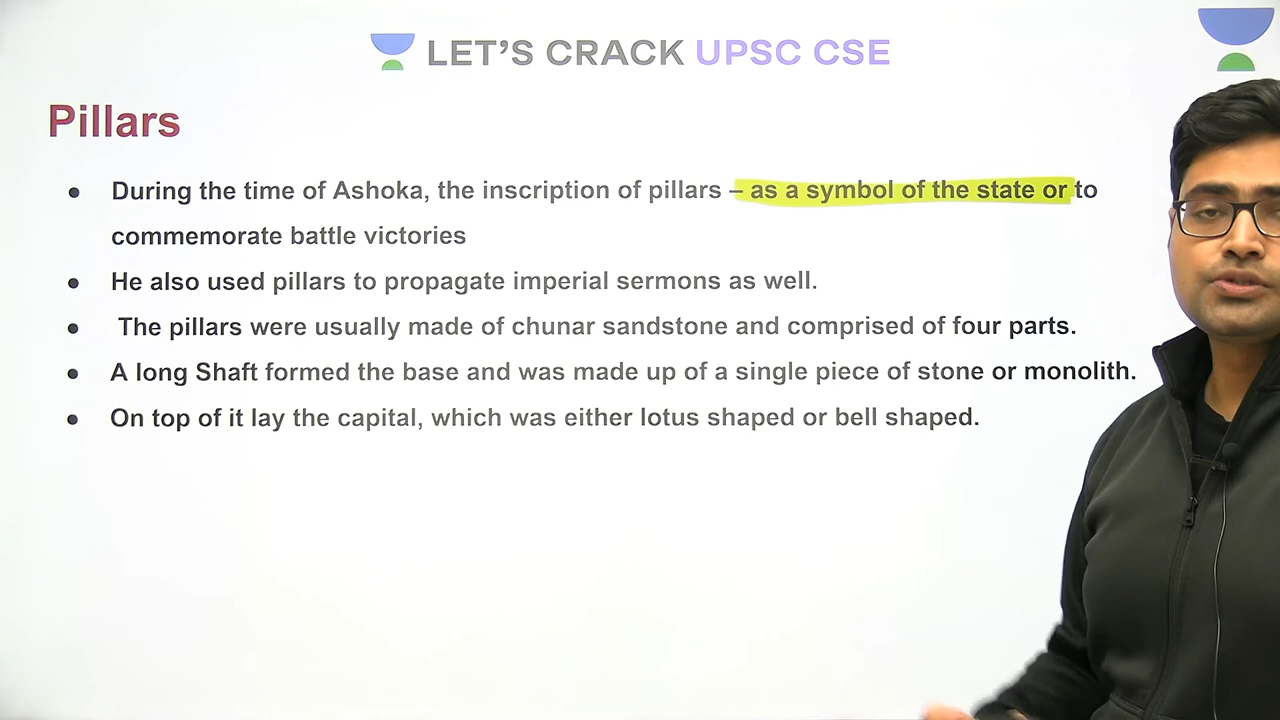 LET'S CRACK UPSC CSE
Pillars
● During the time of Ashoka, the inscription of pillars – as a symbol of the state or to
commemorate battle victories
● He also used pillars to propagate imperial sermons as well.
● The pillars were usually made of chunar sandstone and comprised of four parts.
● A long Shaft formed the base and was made up of a single piece of stone or monolith.
● On top of it lay the capital, which was either lotus shaped or bell shaped.